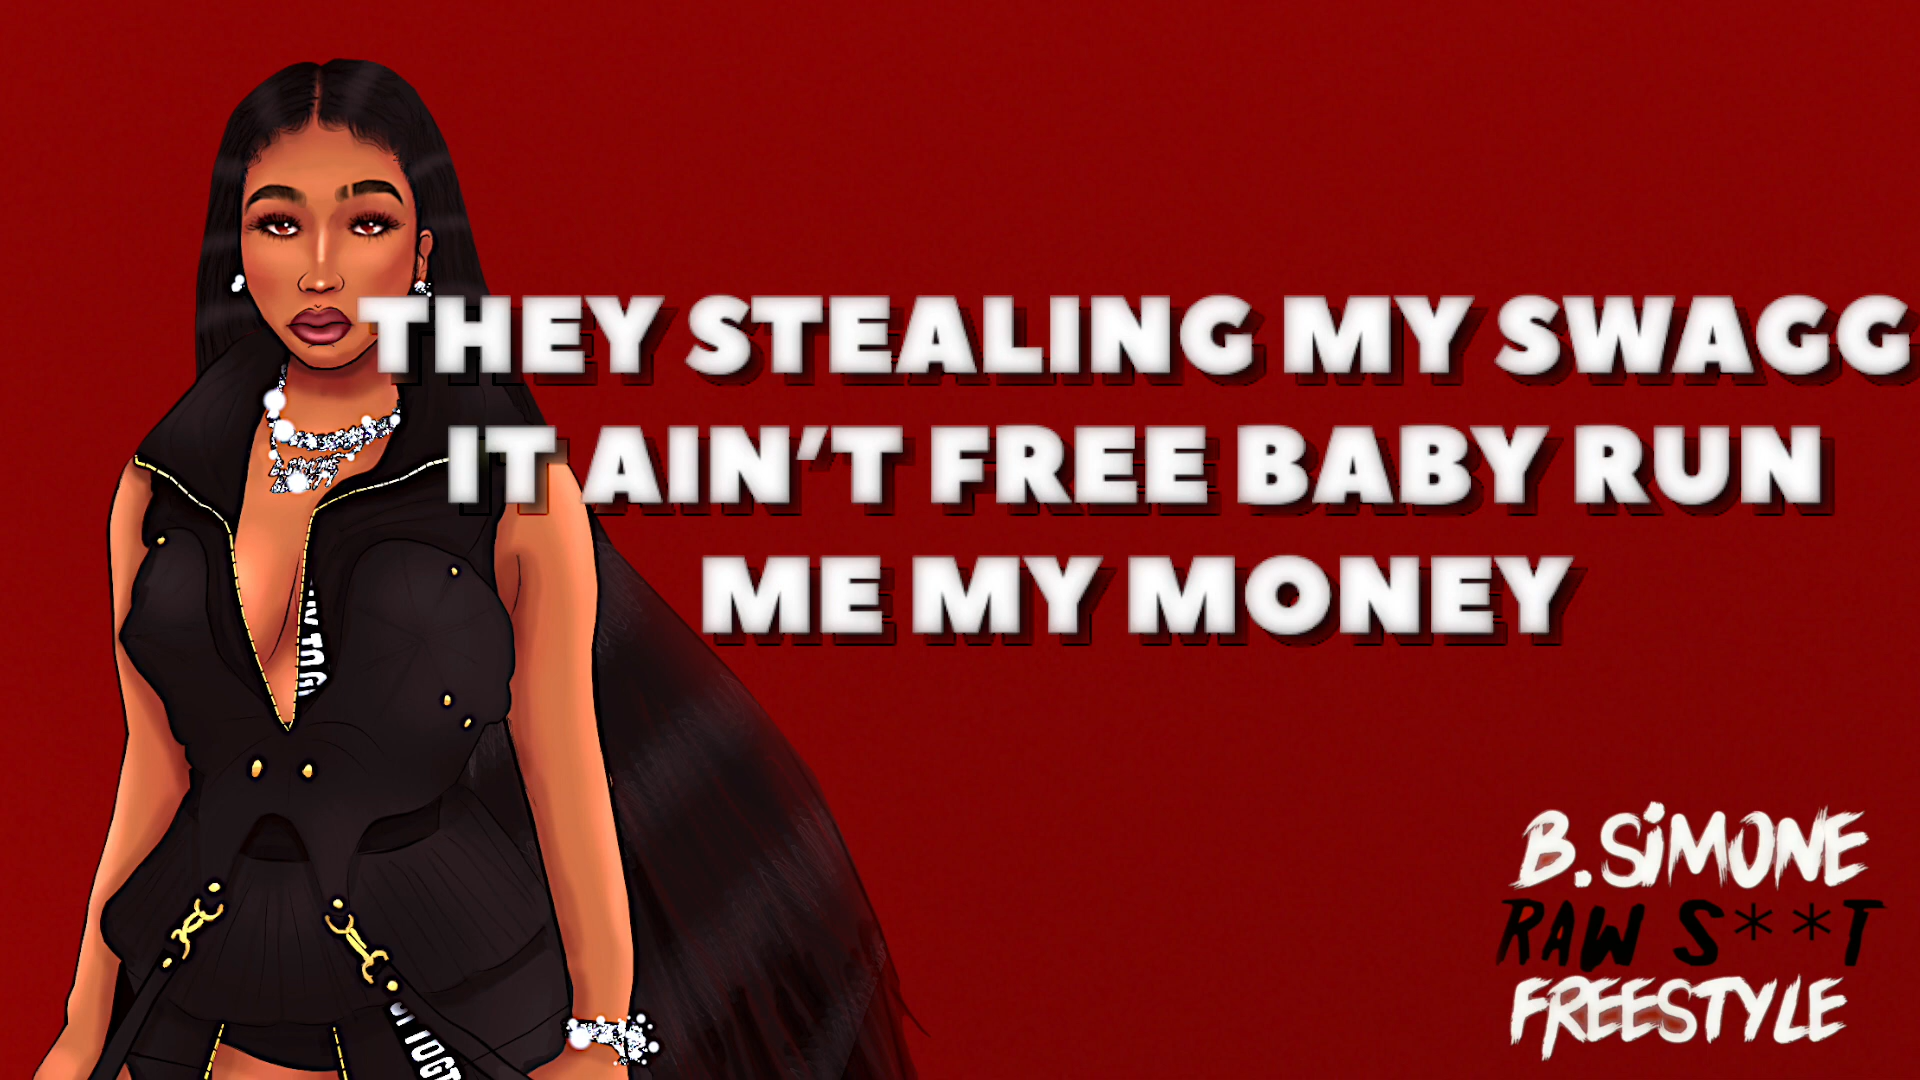 THEY STEALING MY SWAGG
IT AIN'T FREE BABY RUN
ME MY MONEY
B.SiMONE
RAW S**T
FREESTYLE